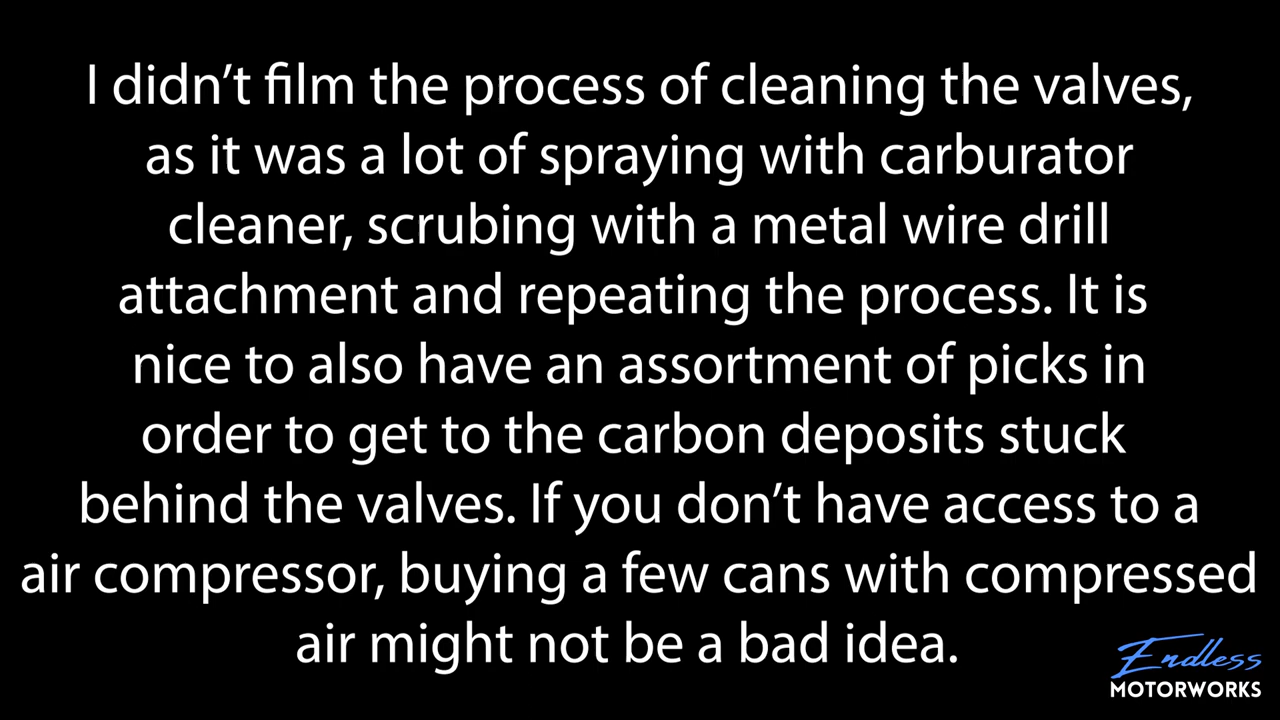 I didn’t film the process of cleaning the valves,
as it was a lot of spraying with carburator
cleaner, scrubing with a metal wire drill
attachment and repeating the process. It is
nice to also have an assortment of picks in
order to get to the carbon deposits stuck
behind the valves. If you don’t have access to a
air compressor, buying a few cans with compressed
air might not be a bad idea.
Endless
MOTORWORKS